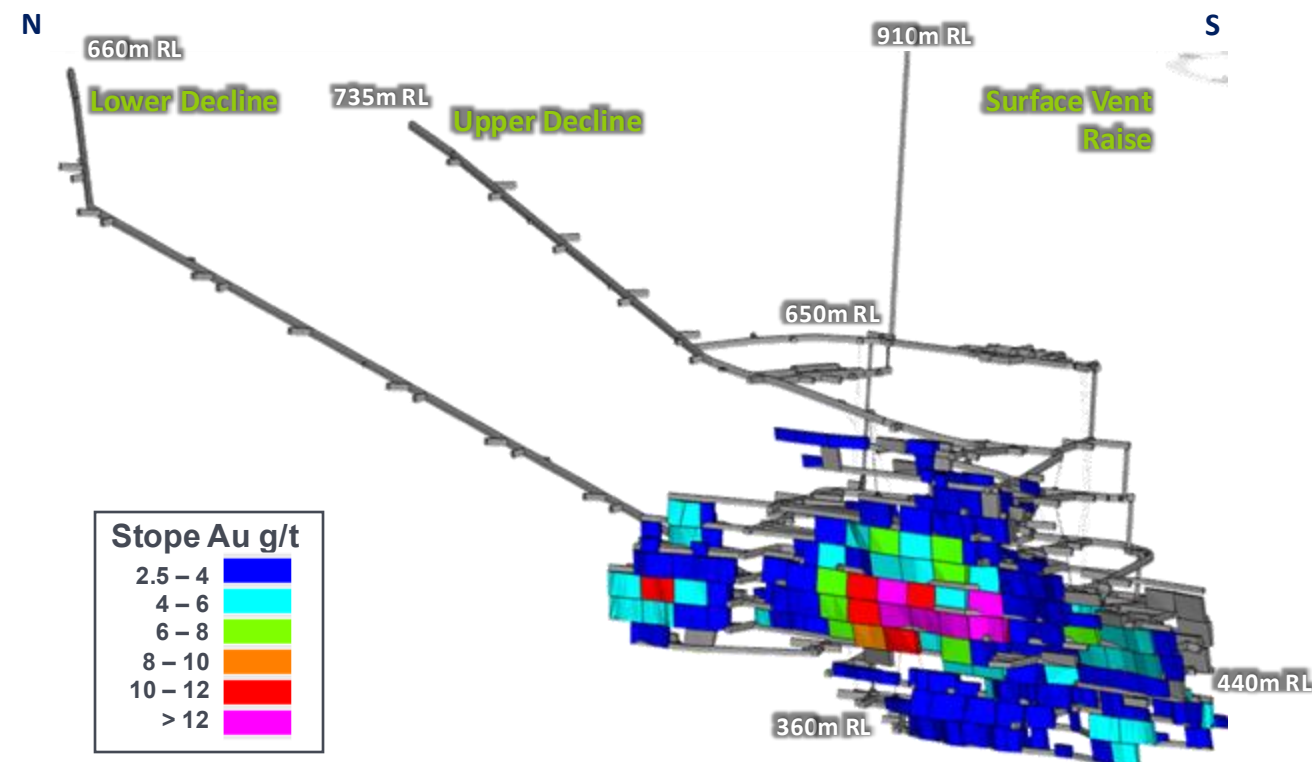 N
S
660m RL
910m RL
Lower Decline
735m RL
Upper Decline
Surface Vent
Raise
650m RL
Stope Au g/t
2.5 – 4
4 – 6
6 – 8
8 – 10
10 – 12
> 12
440m RL
360m RL